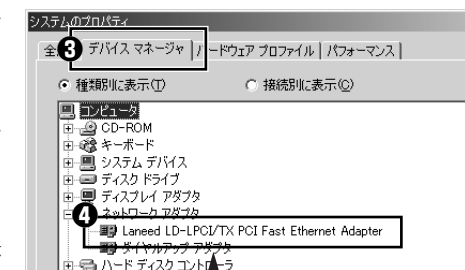 システムのプロパティ
全 ❸ デバイス マネージャ ードウェア プロファイル パフォーマンス
種類別に表示(T) 接続別に表示(C)
コンピュータ
CD-ROM
キーボード
システム デバイス
ディスク ドライブ
ディスプレイ アダプタ
❹ ネットワーク アダプタ
Laneed LD-LPCI/TX PCI Fast Ethernet Adapter
ダイヤルアップ アダプタ
ハード ディスク コントローラ